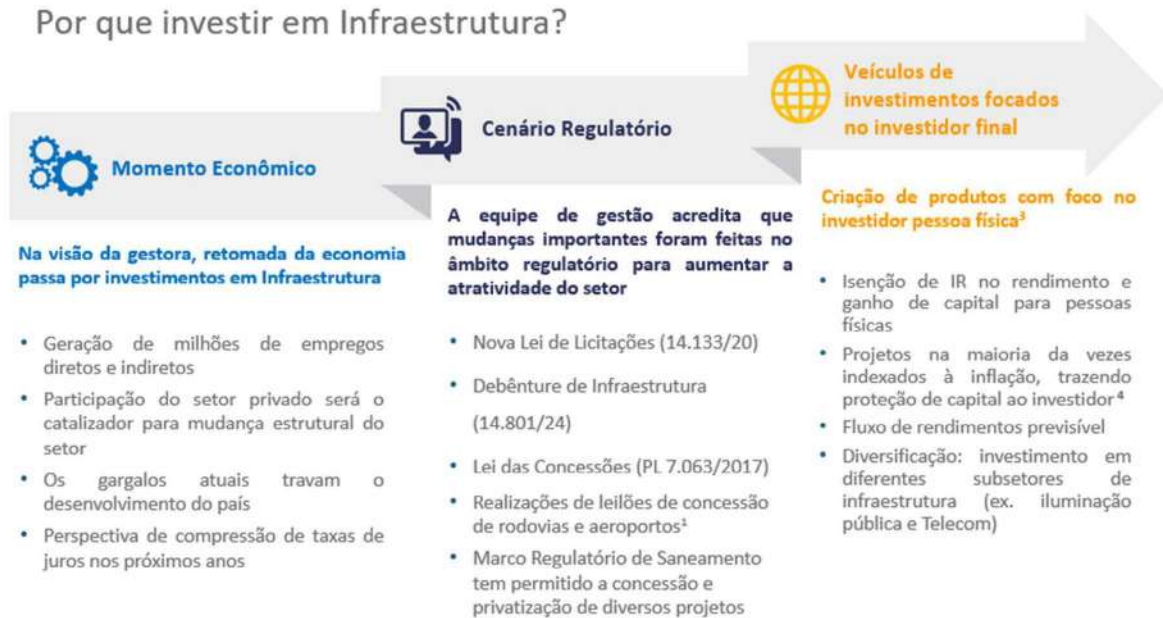 Por que investir em Infraestrutura?
Momento Econômico
Na visão da gestora, retomada da economia
passa por investimentos em Infraestrutura
• Geração de milhões de empregos
diretos e indiretos
• Participação do setor privado será o
catalizador para mudança estrutural do
setor
• Os gargalos atuais travam o
desenvolvimento do país
• Perspectiva de compressão de taxas de
juros nos próximos anos
Cenário Regulatório
A equipe de gestão acredita que
mudanças importantes foram feitas no
âmbito regulatório para aumentar a
atratividade do setor
• Nova Lei de Licitações (14.133/20)
• Debênture de Infraestrutura
(14.801/24)
• Lei das Concessões (PL 7.063/2017)
• Realizações de leilões de concessão
de rodovias e aeroportos¹
• Marco Regulatório de Saneamento
tem permitido a concessão e
privatização de diversos projetos
Veículos de
investimentos focados
no investidor final
Criação de produtos com foco no
investidor pessoa física³
• Isenção de IR no rendimento e
ganho de capital para pessoas
físicas
• Projetos na maioria da vezes
indexados à inflação, trazendo
proteção de capital ao investidor⁴
• Fluxo de rendimentos previsível
• Diversificação: investimento em
diferentes subsetores de
infraestrutura (ex. iluminação
pública e Telecom)